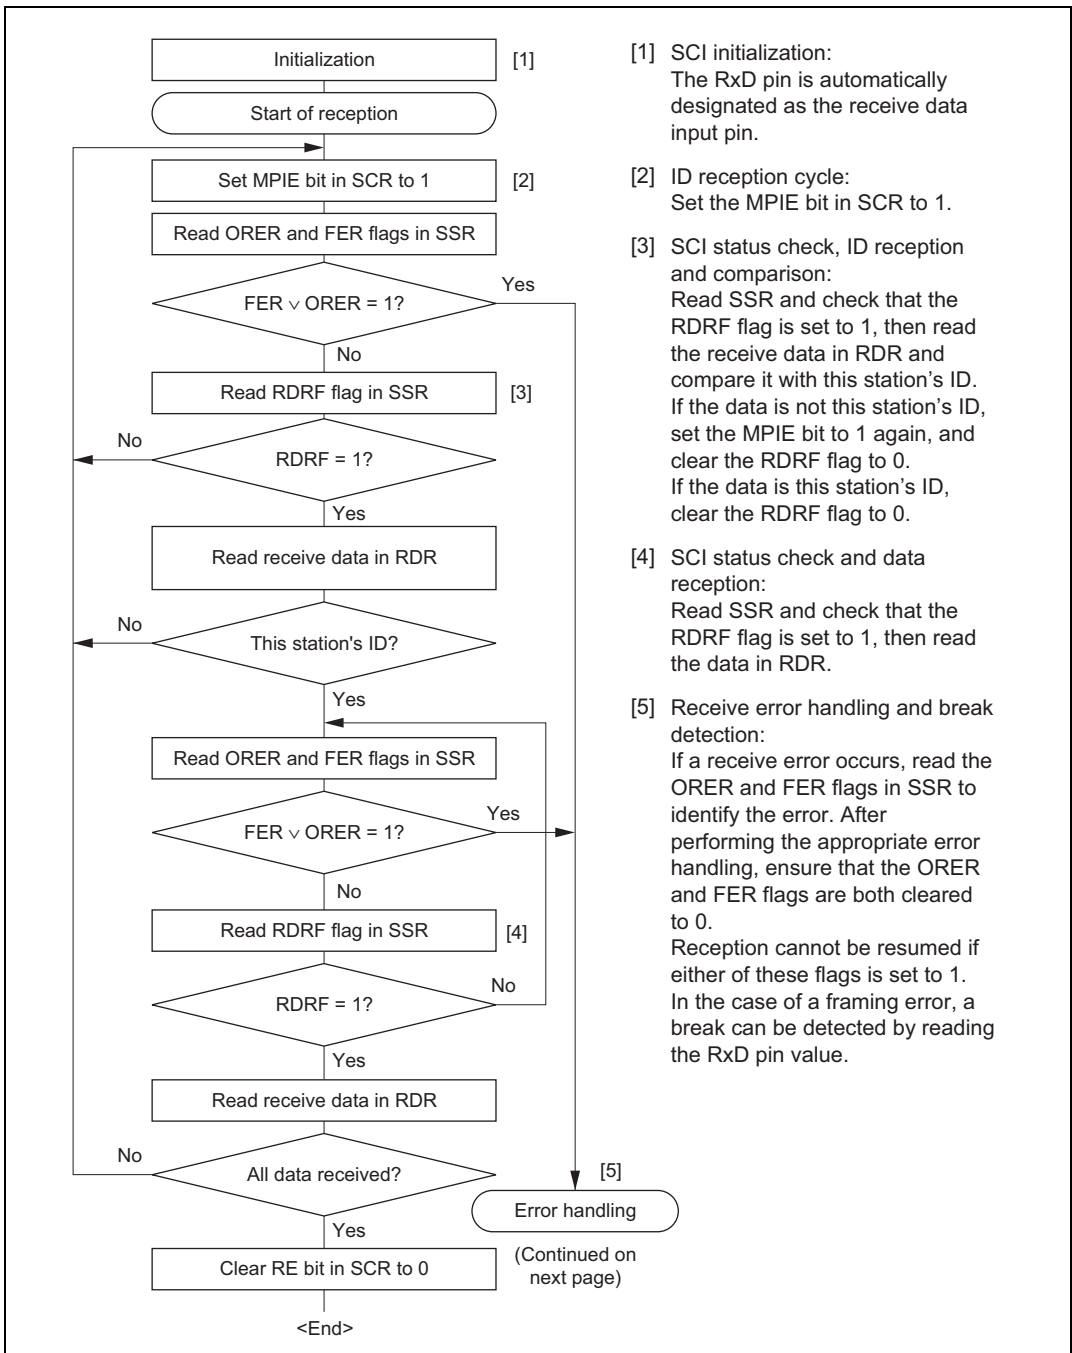 Initialization
[1]
Start of reception
Set MPIE bit in SCR to 1
[2]
Read ORER and FER flags in SSR
Yes
FER ∨ ORER = 1?
No
Read RDRF flag in SSR
[3]
No
RDRF = 1?
Yes
Read receive data in RDR
No
This station's ID?
Yes
Read ORER and FER flags in SSR
Yes
FER ∨ ORER = 1?
No
Read RDRF flag in SSR
[4]
No
RDRF = 1?
Yes
Read receive data in RDR
No
All data received?
[5]
Error handling
Yes
(Continued on
next page)
Clear RE bit in SCR to 0
<End>
[1] SCI initialization:
The RxD pin is automatically
designated as the receive data
input pin.
[2] ID reception cycle:
Set the MPIE bit in SCR to 1.
[3] SCI status check, ID reception
and comparison:
Read SSR and check that the
RDRF flag is set to 1, then read
the receive data in RDR and
compare it with this station's ID.
If the data is not this station's ID,
set the MPIE bit to 1 again, and
clear the RDRF flag to 0.
If the data is this station's ID,
clear the RDRF flag to 0.
[4] SCI status check and data
reception:
Read SSR and check that the
RDRF flag is set to 1, then read
the data in RDR.
[5] Receive error handling and break
detection:
If a receive error occurs, read the
ORER and FER flags in SSR to
identify the error. After
performing the appropriate error
handling, ensure that the ORER
and FER flags are both cleared
to 0.
Reception cannot be resumed if
either of these flags is set to 1.
In the case of a framing error, a
break can be detected by reading
the RxD pin value.